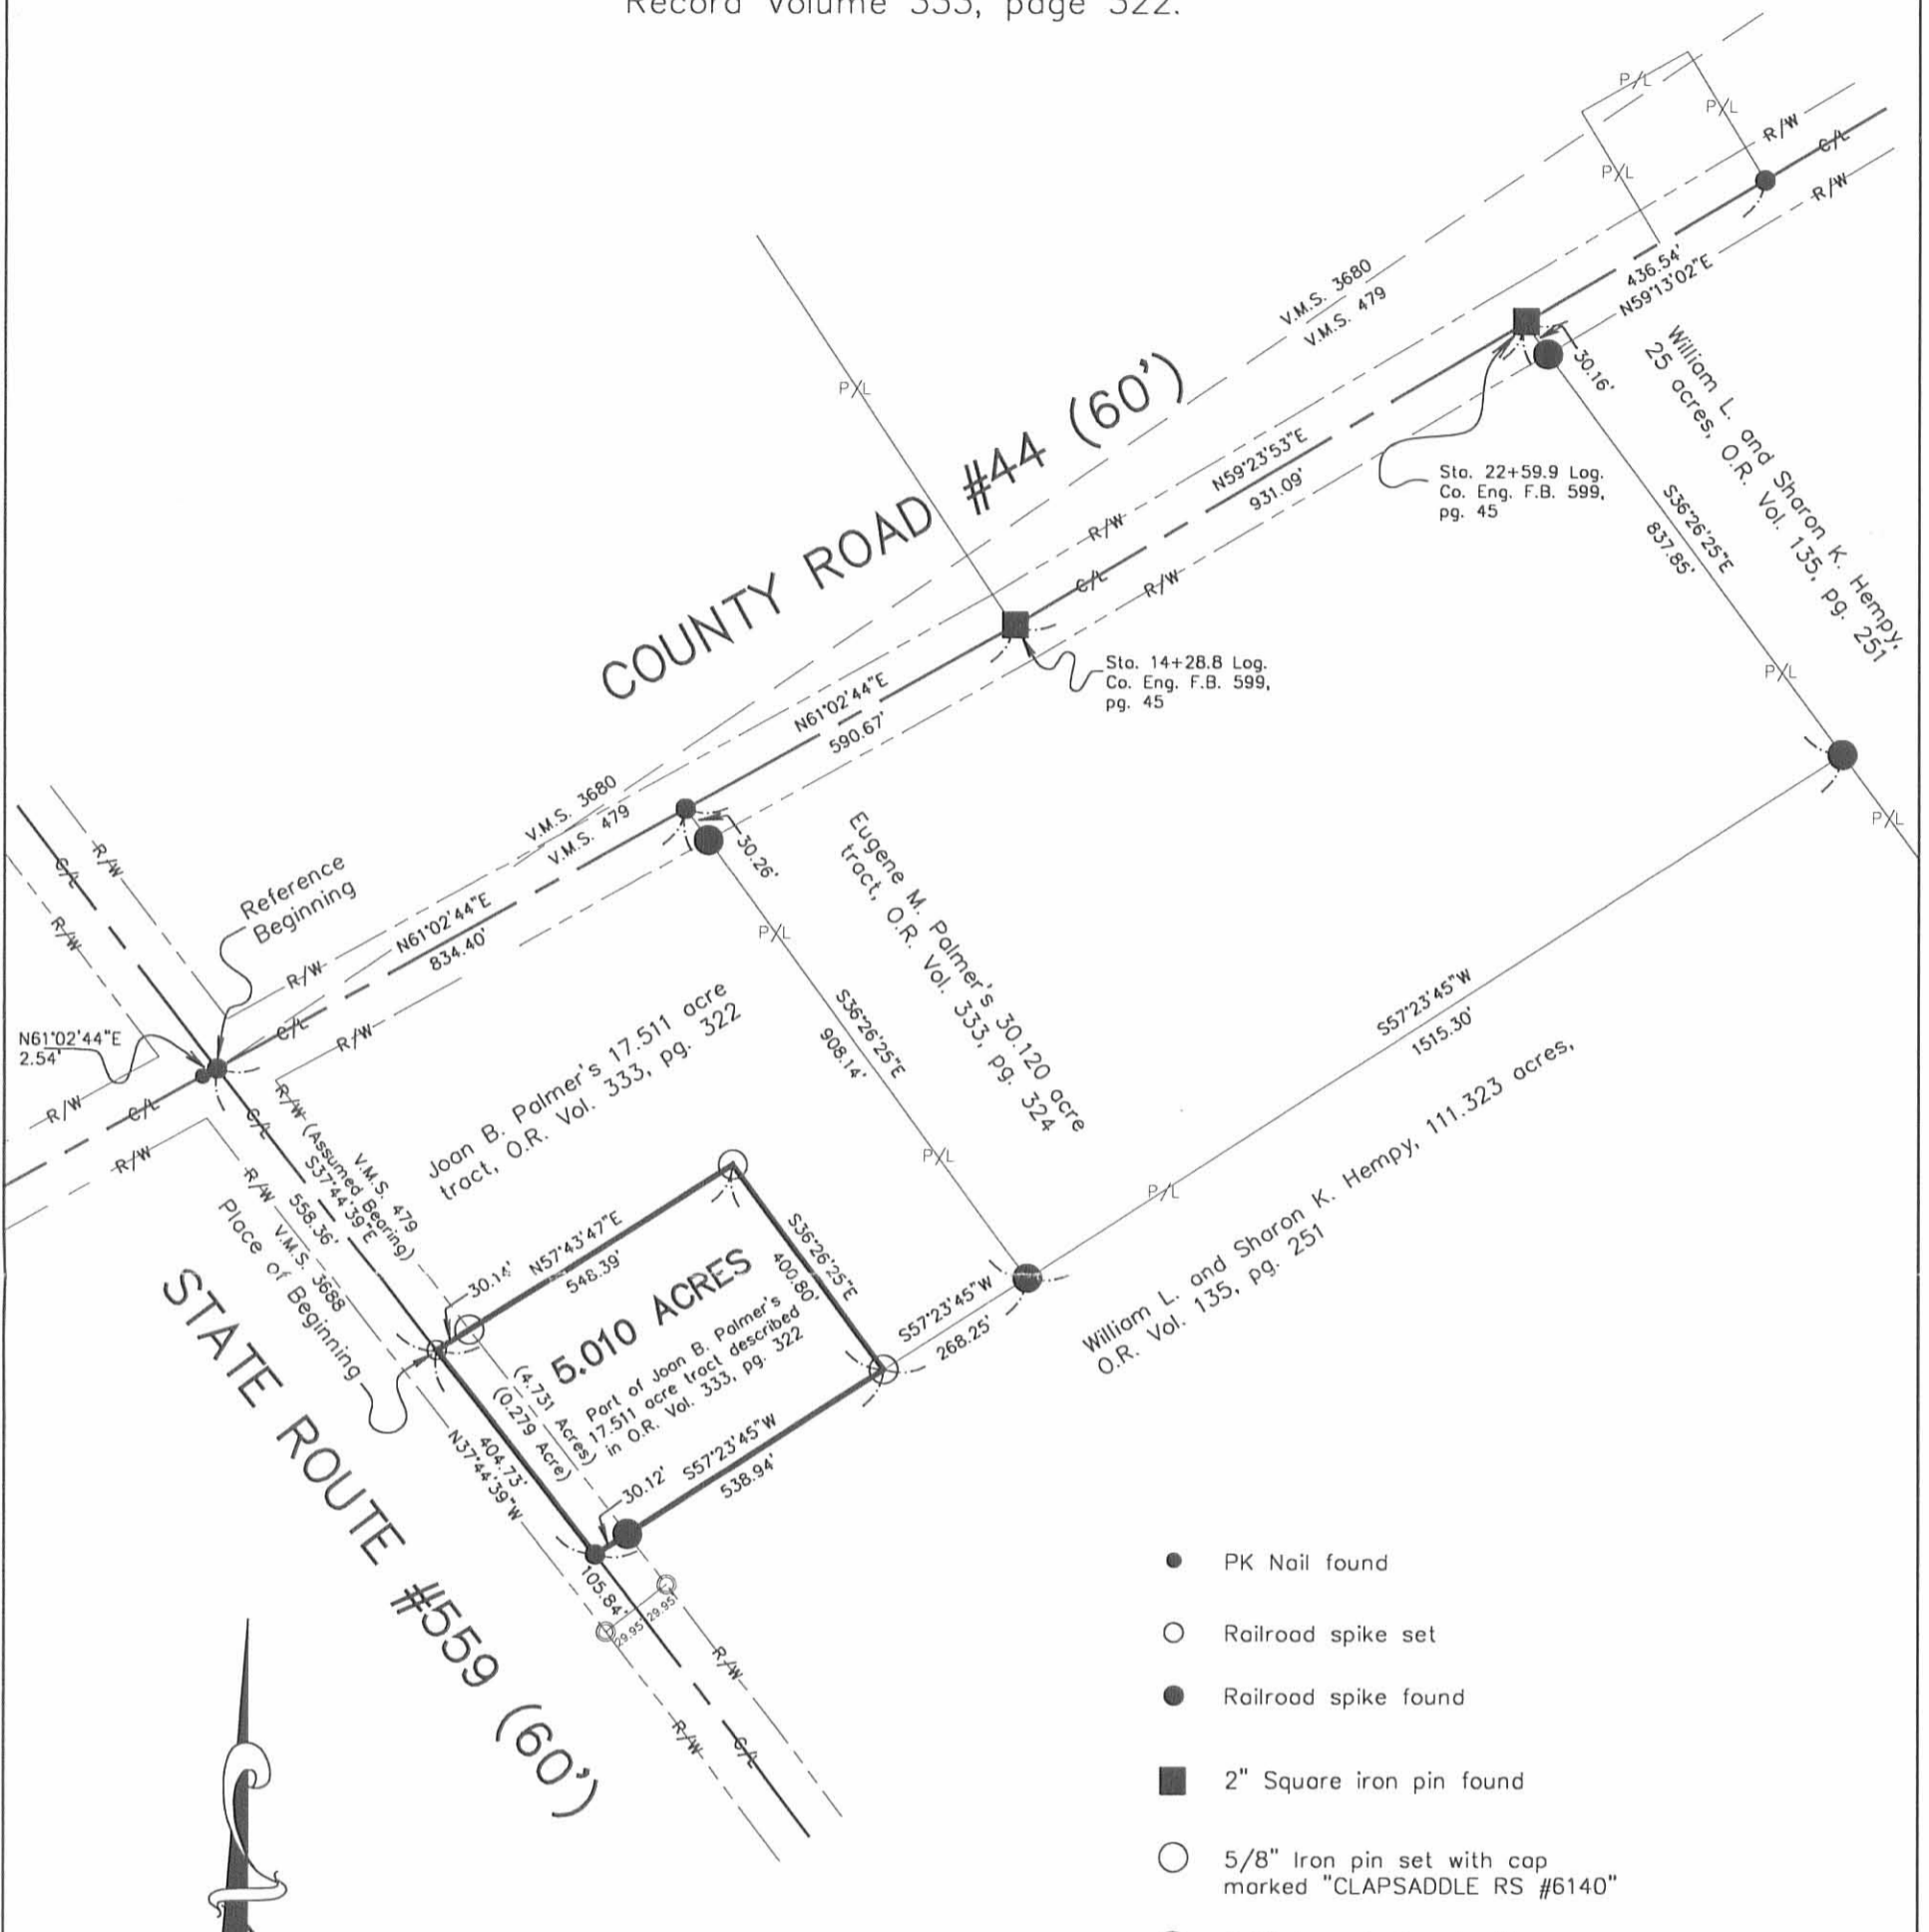 Record Volume 333, page 322.
P/L
P/L
P/L
R/W
C/L
R/W
436.54'
N59°13'02"E
V.M.S. 3680
V.M.S. 479
30.16'
William L. and Sharon K. Hempy,
25 acres, O.R. Vol. 135, pg. 251
P/L
COUNTY ROAD #44 (60')
N59°23'53"E
931.09'
Sta. 22+59.9 Log.
Co. Eng. F.B. 599,
pg. 45
S36°26'25"E
837.85'
R/W
C/L
R/W
Sta. 14+28.8 Log.
Co. Eng. F.B. 599,
pg. 45
P/L
P/L
N61°02'44"E
590.67'
V.M.S. 3680
V.M.S. 479
30.26'
C/L
R/W
R/W
Reference
Beginning
N61°02'44"E
834.40'
P/L
Eugene M. Palmer's 30.120 acre
tract, O.R. Vol. 333, pg. 324
R/W
C/L
R/W
N61°02'44"E
2.54'
R/W
C/L
R/W
Joan B. Palmer's 17.511 acre
tract, O.R. Vol. 333, pg. 322
S36°26'25"E
908.14'
P/L
S57°23'45"W
1515.30'
P/L
William L. and Sharon K. Hempy, 111.323 acres,
O.R. Vol. 135, pg. 251
C/L
R/W (Assumed Bearing)
V.M.S. 479
S37°44'39"E
558.36'
R/W
V.M.S. 3688
Place of Beginning
30.14'
N57°43'47"E
548.39'
S36°26'25"E
400.80'
5.010 ACRES
Part of Joan B. Palmer's
17.511 acre tract described
in O.R. Vol. 333, pg. 322
(4.731 Acres)
(0.279 Acre)
S57°23'45"W
268.25'
404.73'
N37°44'39"W
30.12'
S57°23'45"W
538.94'
STATE ROUTE #559 (60')
105.84'
29.95'
29.95'
R/W
R/W
C/L
PK Nail found
Railroad spike set
Railroad spike found
2" Square iron pin found
5/8" Iron pin set with cap
marked "CLAPSADDLE RS #6140"